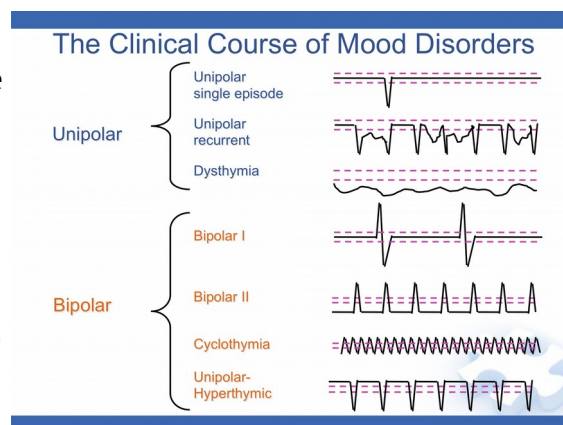 The Clinical Course of Mood Disorders
Unipolar
Unipolar
single episode
Unipolar
recurrent
Dysthymia
Bipolar
Bipolar I
Bipolar II
Cyclothymia
Unipolar-
Hyperthymic